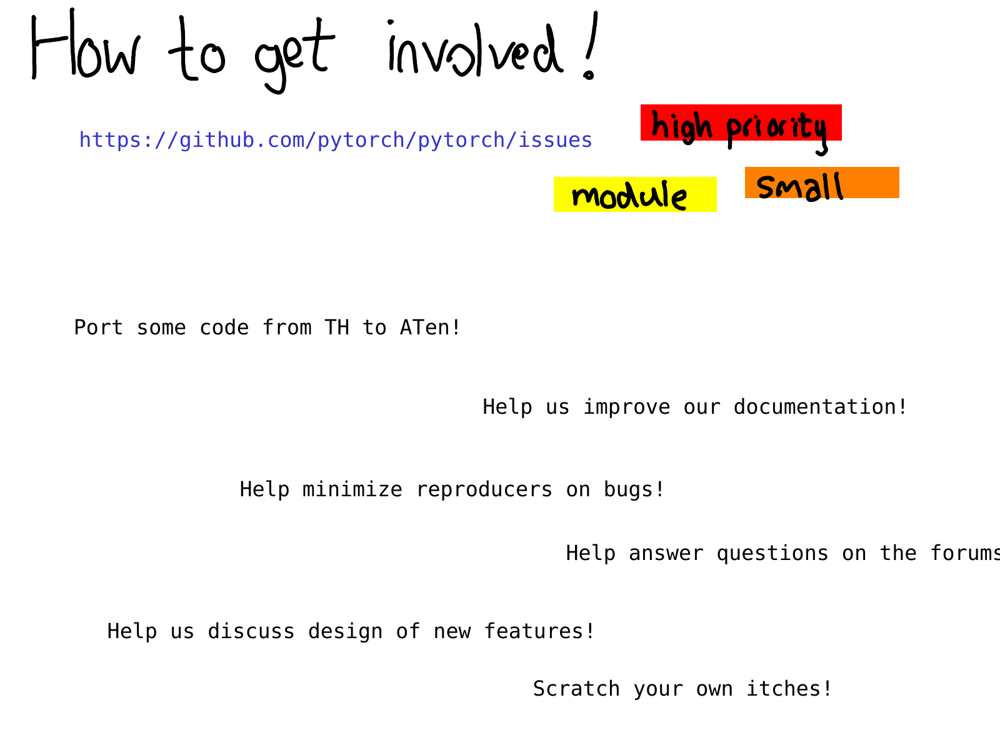 How to get involved!
high priority
https://github.com/pytorch/pytorch/issues
small
module
Port some code from TH to ATen!
Help us improve our documentation!
Help minimize reproducers on bugs!
Help answer questions on the forums
Help us discuss design of new features!
Scratch your own itches!